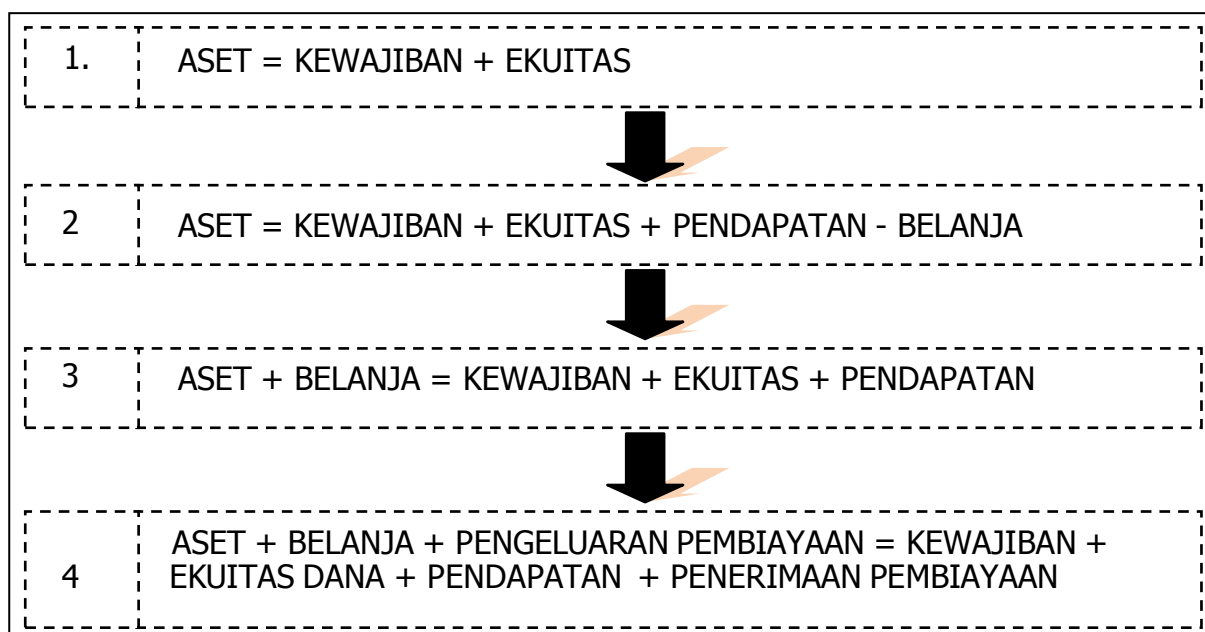 1. ASET = KEWAJIBAN + EKUITAS
2 ASET = KEWAJIBAN + EKUITAS + PENDAPATAN - BELANJA
3 ASET + BELANJA = KEWAJIBAN + EKUITAS + PENDAPATAN
ASET + BELANJA + PENGELUARAN PEMBIAYAAN = KEWAJIBAN +
4 EKUITAS DANA + PENDAPATAN + PENERIMAAN PEMBIAYAAN